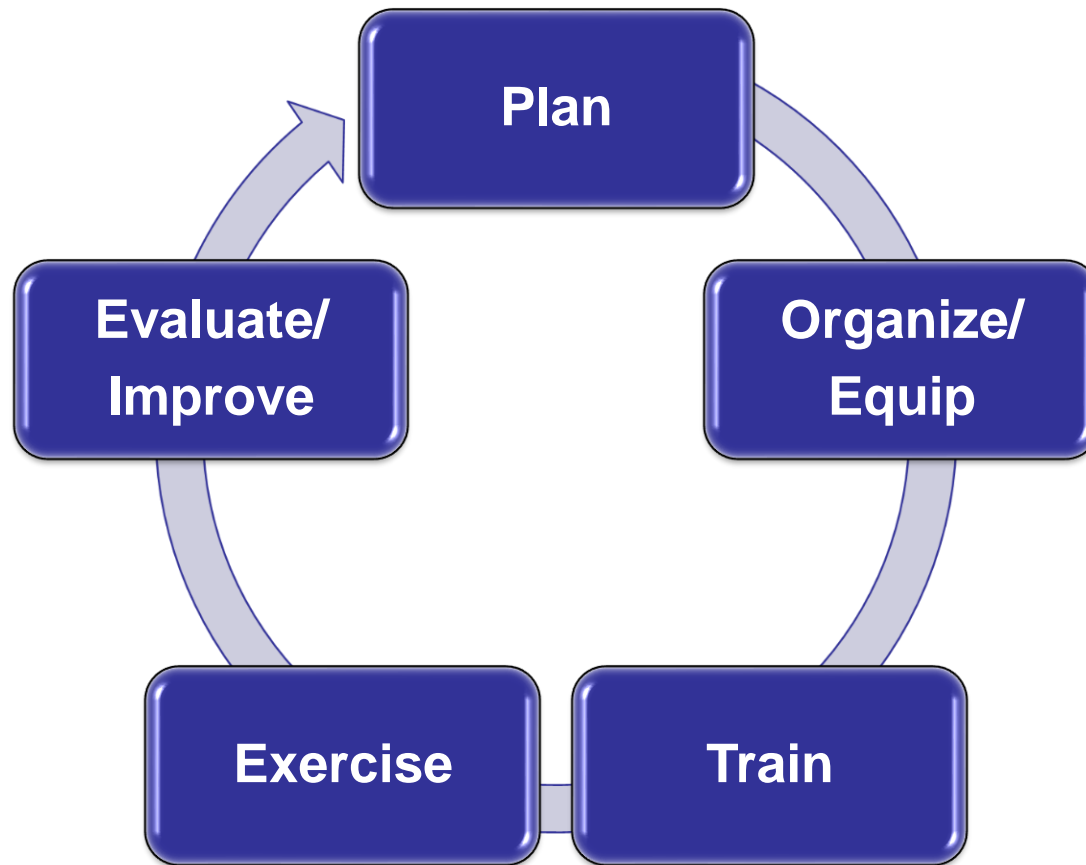 Plan
Organize/
Equip
Train
Exercise
Evaluate/
Improve